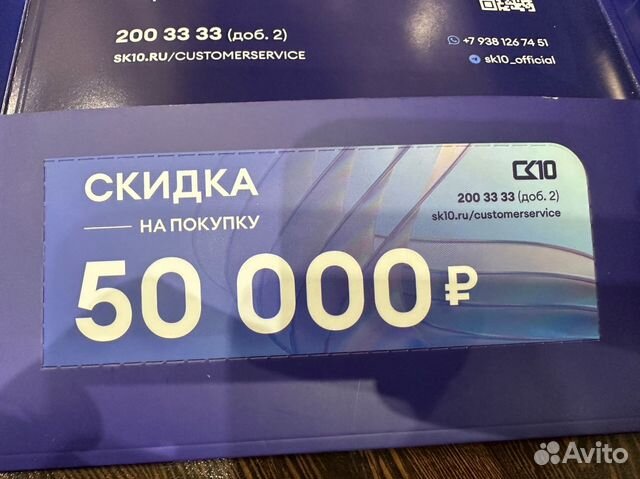 200 33 33 (доб. 2)
SK10.RU/CUSTOMERSERVICE
+7 938 126 74 51
sk10_official
СКИДКА
НА ПОКУПКУ
50 000 ₽
СК10
200 33 33 (доб. 2)
sk10.ru/customerservice
Avito